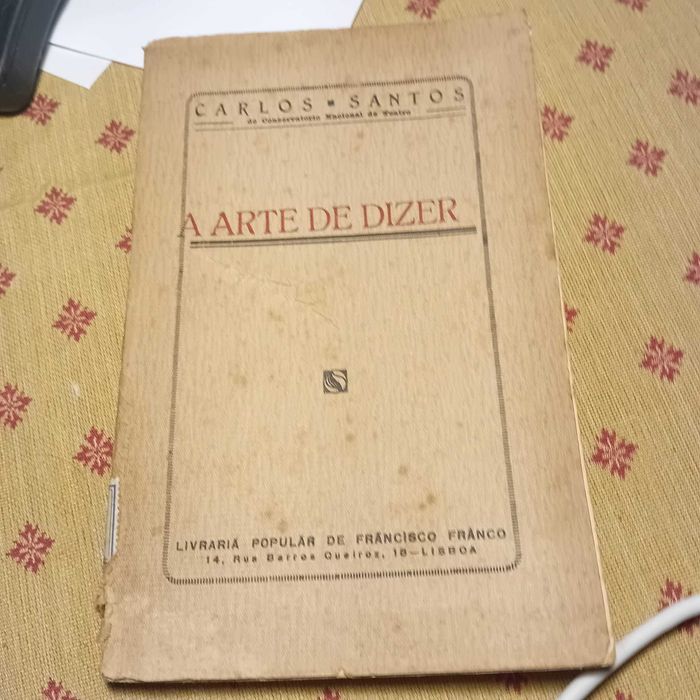 CARLOS ▪ SANTOS
do Conservatorio Nacional de Teatro
A ARTE DE DIZER
LIVRARIA POPULAR DE FRANCISCO FRANCO
14, Rua Barros Queiroz, 18—LISBOA